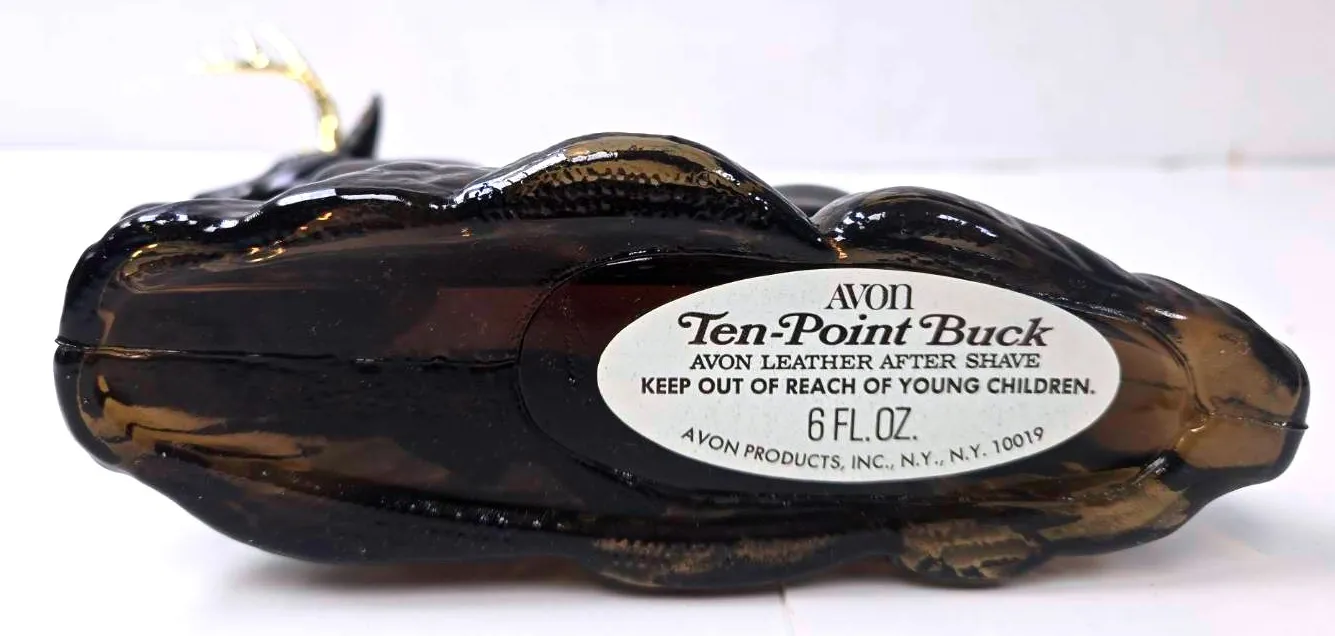 AVON
Ten-Point Buck
AVON LEATHER AFTER SHAVE
KEEP OUT OF REACH OF YOUNG CHILDREN.
6 FL. OZ.
AVON PRODUCTS, INC., N.Y., N.Y. 10019